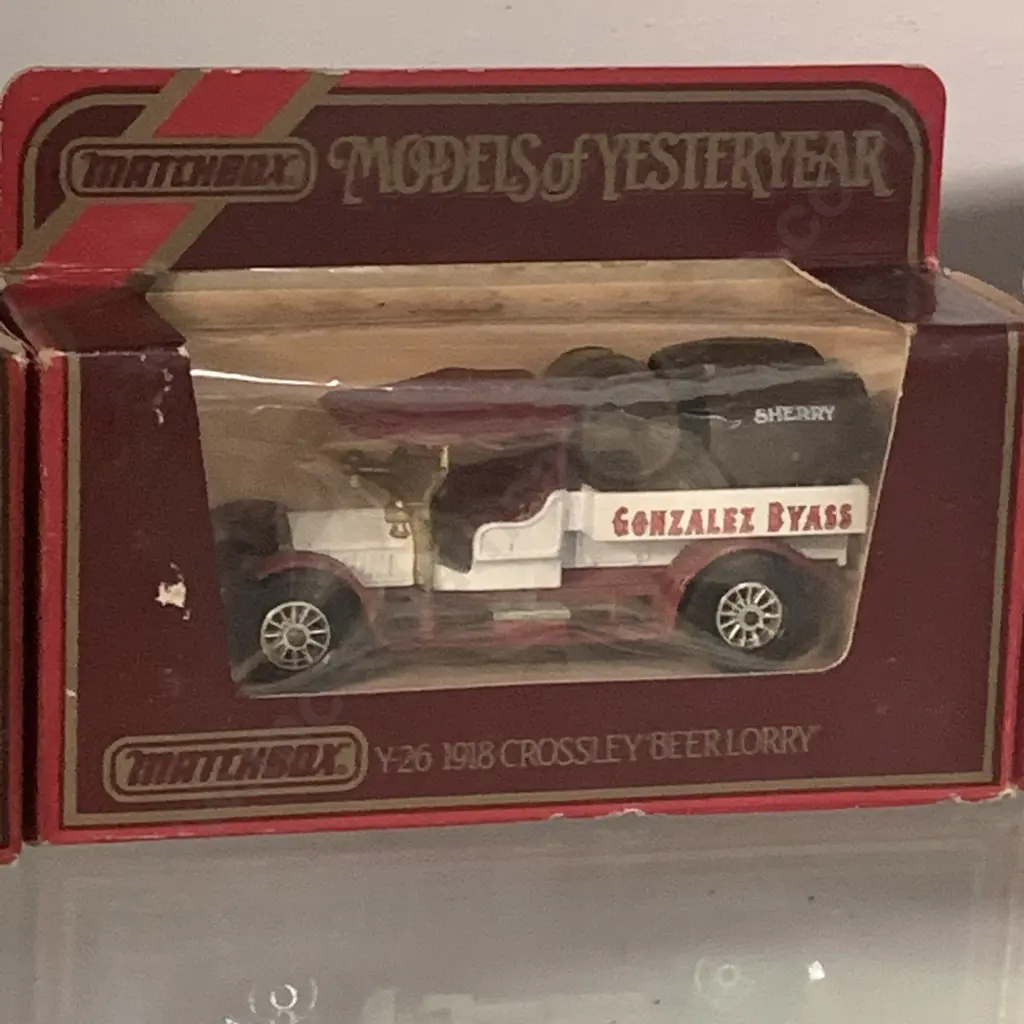 MATCHBOX MODELS of YESTERYEAR
SHERRY
GONZALEZ BYASS
MATCHBOX Y-26 1918 CROSSLEY "BEER LORRY"